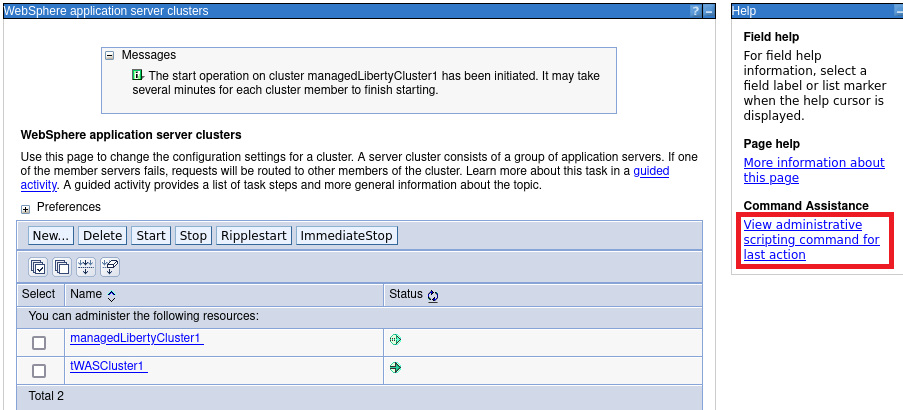 WebSphere application server clusters ? –
Help –
Messages
The start operation on cluster managedLibertyCluster1 has been initiated. It may take
several minutes for each cluster member to finish starting.
WebSphere application server clusters
Use this page to change the configuration settings for a cluster. A server cluster consists of a group of application servers. If one
of the member servers fails, requests will be routed to other members of the cluster. Learn more about this task in a guided
activity. A guided activity provides a list of task steps and more general information about the topic.
Preferences
New... Delete Start Stop Ripplestart ImmediateStop
Select Name Status
You can administer the following resources:
managedLibertyCluster1
tWASCluster1
Total 2
Field help
For field help
information, select a
field label or list marker
when the help cursor is
displayed.
Page help
More information about
this page
Command Assistance
View administrative
scripting command for
last action